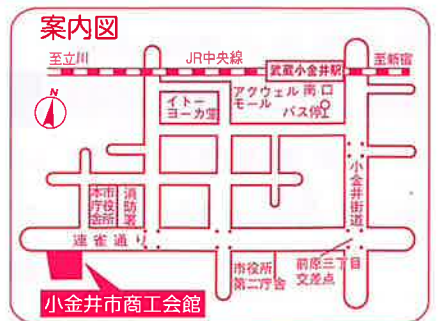 案内図
至立川
JR中央線
武蔵小金井駅
至新宿
N
イトー
ヨーカ堂
アクウェル
モール
南口
バス停
小金井街道
市役所
本庁舎
消防署
連雀通り
市役所
第二庁舎
前原三丁目
交差点
小金井市商工会館